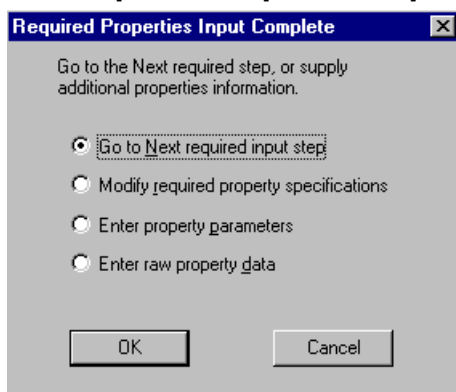 Required Properties Input Complete
Go to the Next required step, or supply
additional properties information.
Go to Next required input step
Modify required property specifications
Enter property parameters
Enter raw property data
OK
Cancel